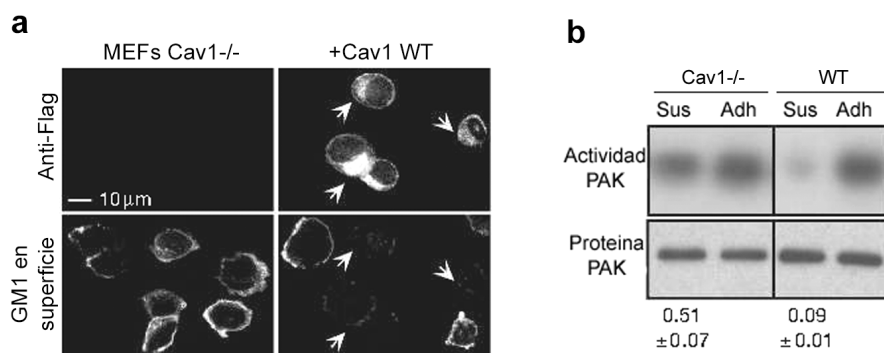 a
MEFs Cav1-/-
+Cav1 WT
Anti-Flag
10 µm
GM1 en
superficie
b
Cav1-/-
WT
Sus
Adh
Sus
Adh
Actividad
PAK
Proteina
PAK
0.51
±0.07
0.09
±0.01